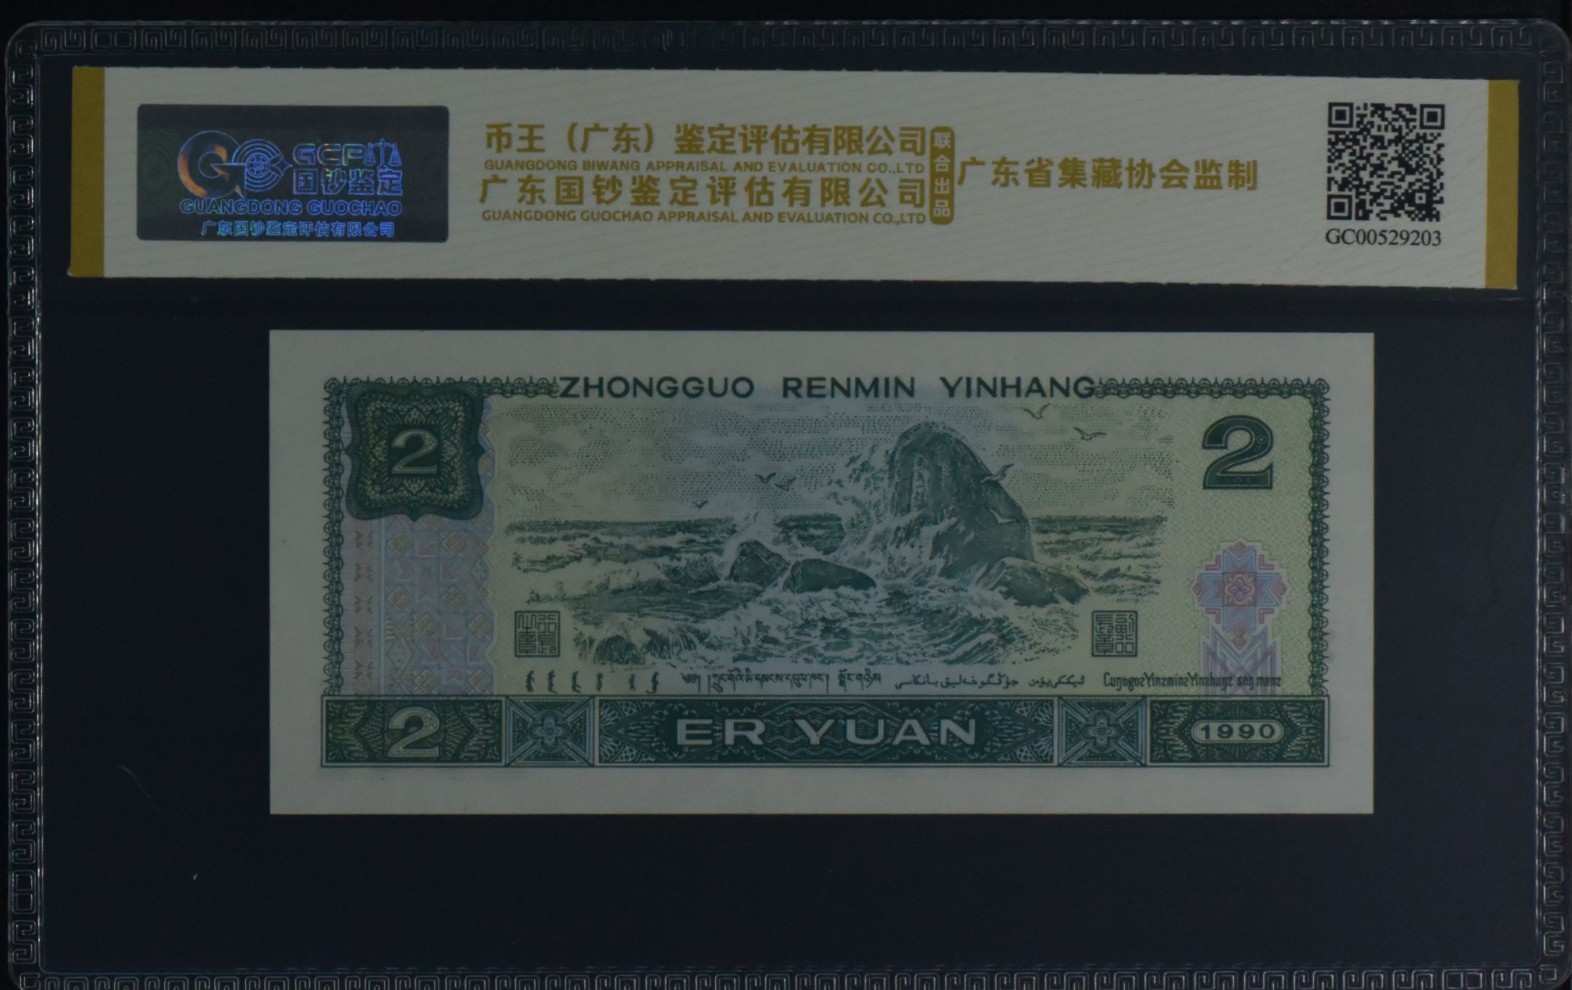 GCP
国钞鉴定
GUANGDONG GUOCHAO
广东国钞鉴定评估有限公司
币王（广东）鉴定评估有限公司
GUANGDONG BIWANG APPRAISAL AND EVALUATION CO.,LTD
广东国钞鉴定评估有限公司
GUANGDONG GUOCHAO APPRAISAL AND EVALUATION CO.,LTD
联合出品
广东省集藏协会监制
GC00529203
ZHONGGUO RENMIN YINHANG
2
2
2
ER YUAN
1990